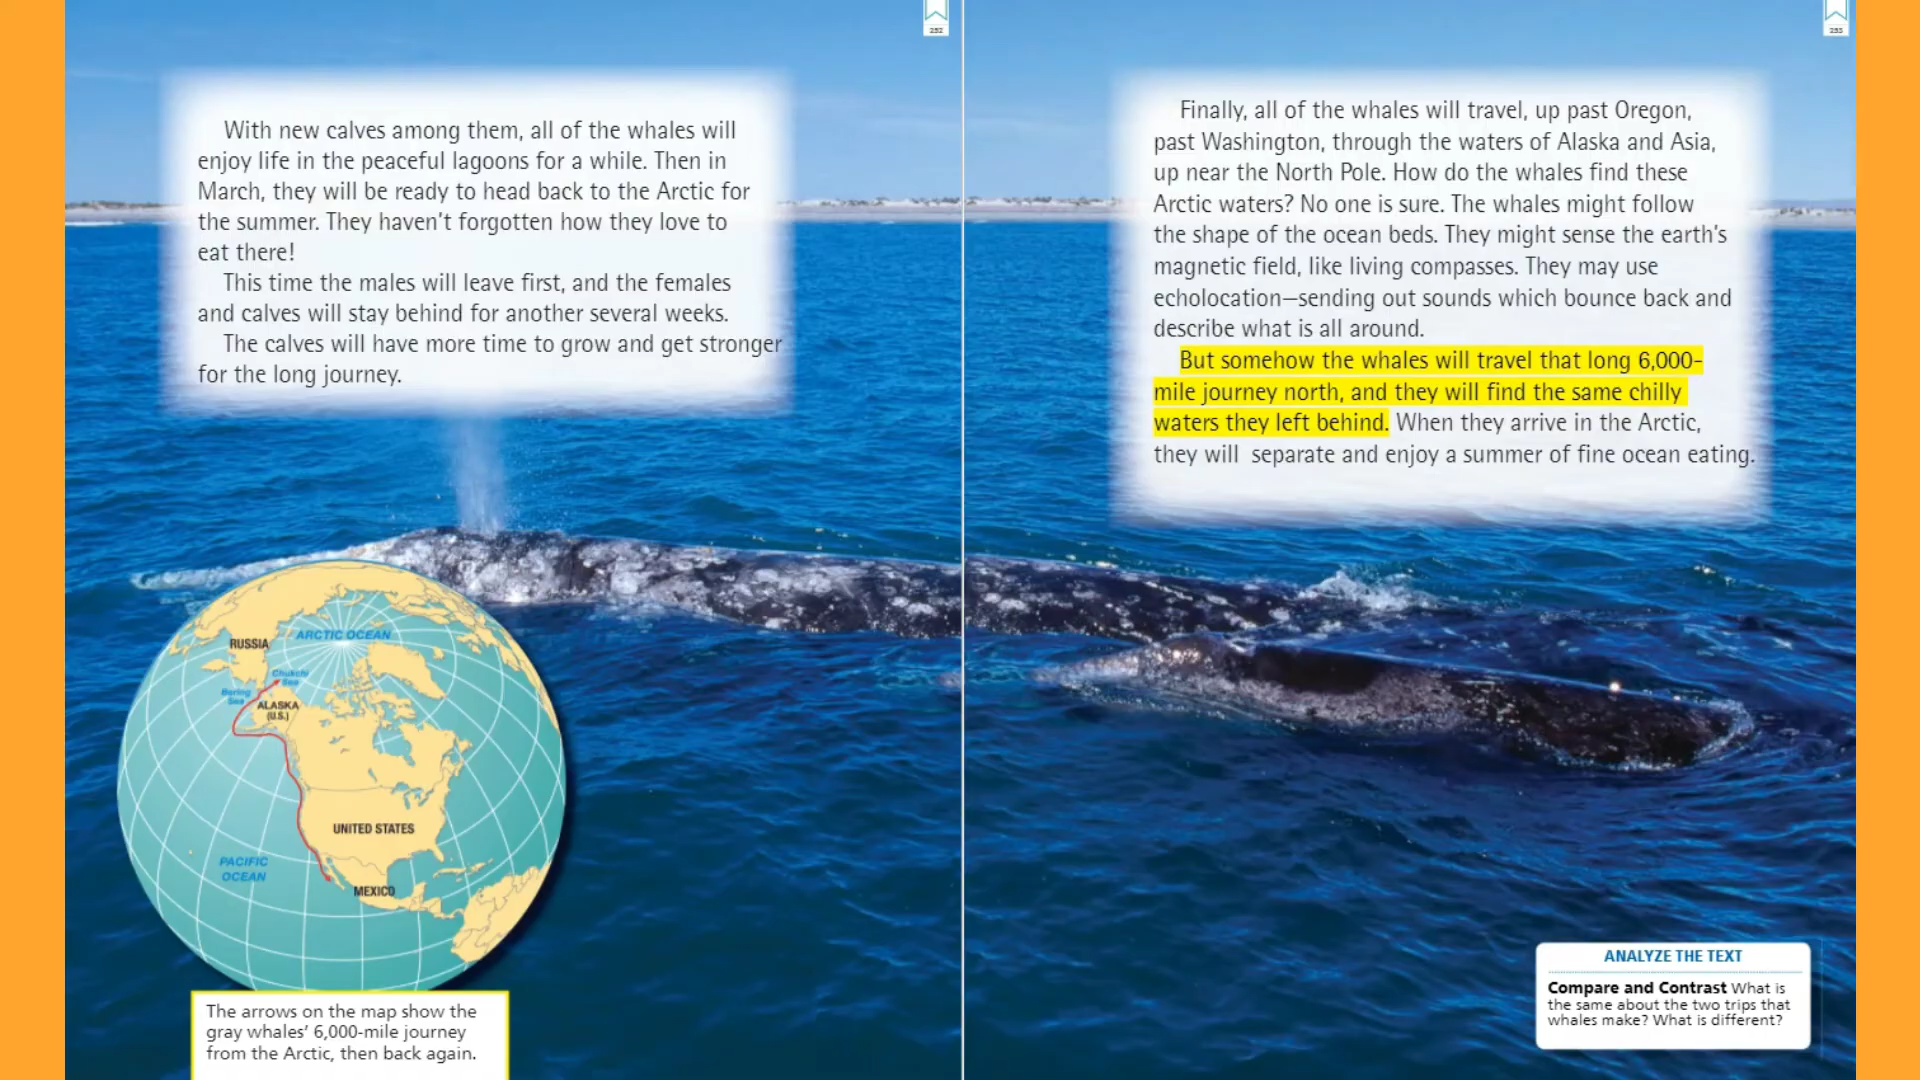 252
With new calves among them, all of the whales will
enjoy life in the peaceful lagoons for a while. Then in
March, they will be ready to head back to the Arctic for
the summer. They haven't forgotten how they love to
eat there!
This time the males will leave first, and the females
and calves will stay behind for another several weeks.
The calves will have more time to grow and get stronger
for the long journey.
RUSSIA
ARCTIC OCEAN
Chukchi
Sea
Bering
Sea
ALASKA
(U.S.)
UNITED STATES
PACIFIC
OCEAN
MEXICO
The arrows on the map show the
gray whales' 6,000-mile journey
from the Arctic, then back again.
253
Finally, all of the whales will travel, up past Oregon,
past Washington, through the waters of Alaska and Asia,
up near the North Pole. How do the whales find these
Arctic waters? No one is sure. The whales might follow
the shape of the ocean beds. They might sense the earth's
magnetic field, like living compasses. They may use
echolocation—sending out sounds which bounce back and
describe what is all around.
But somehow the whales will travel that long 6,000-
mile journey north, and they will find the same chilly
waters they left behind. When they arrive in the Arctic,
they will separate and enjoy a summer of fine ocean eating.
ANALYZE THE TEXT
Compare and Contrast What is
the same about the two trips that
whales make? What is different?